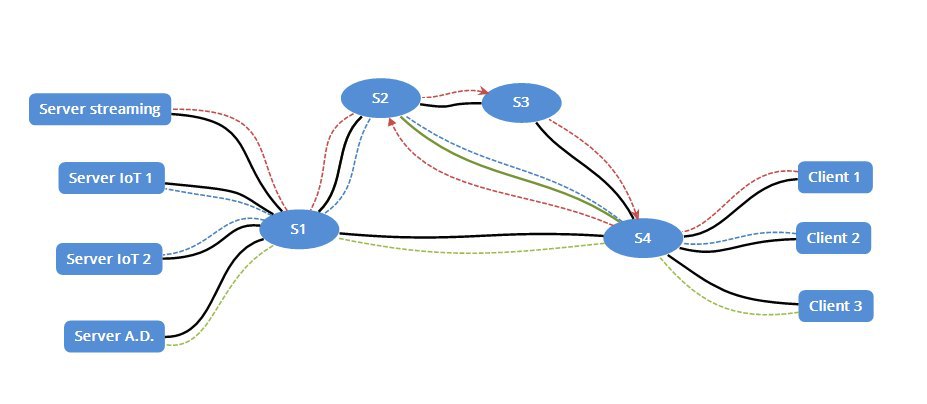 Server streaming
Server IoT 1
Server IoT 2
Server A.D.
S1
S2
S3
S4
Client 1
Client 2
Client 3